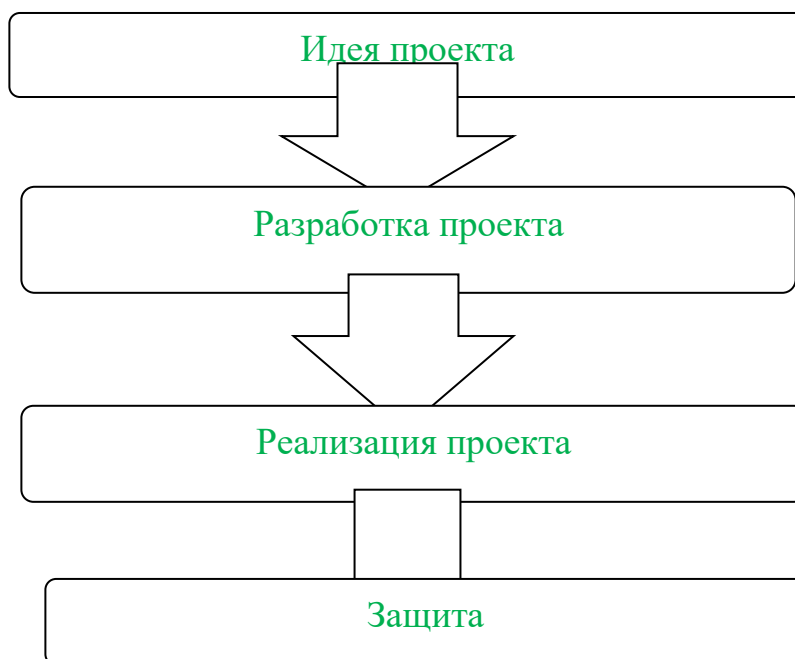 Идея проекта
Разработка проекта
Реализация проекта
Защита